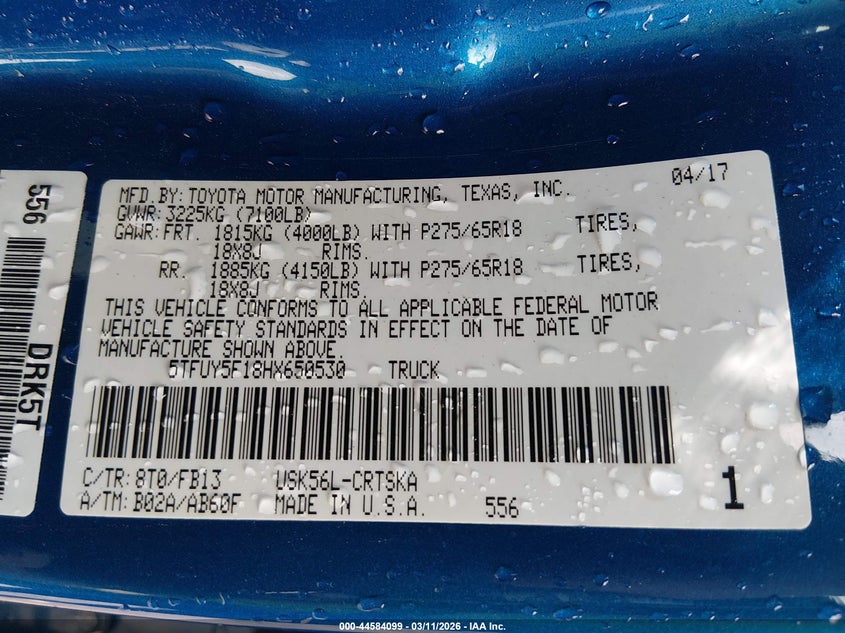 556
DRK5T
04/17
MFD. BY: TOYOTA MOTOR MANUFACTURING, TEXAS, INC.
GVWR: 3225KG (7100LB)
GAWR: FRT. 1815KG (4000LB) WITH P275/65R18 TIRES,
18X8J RIMS.
RR. 1885KG (4150LB) WITH P275/65R18 TIRES,
18X8J RIMS.
THIS VEHICLE CONFORMS TO ALL APPLICABLE FEDERAL MOTOR
VEHICLE SAFETY STANDARDS IN EFFECT ON THE DATE OF
MANUFACTURE SHOWN ABOVE.
5TFUY5F18HX650530 TRUCK
C/TR: 8T0/FB13 USK56L-CRTSKA
A/TM: B02A/AB60F MADE IN U.S.A. 556
1
000-44584099 - 03/11/2026 - IAA Inc.